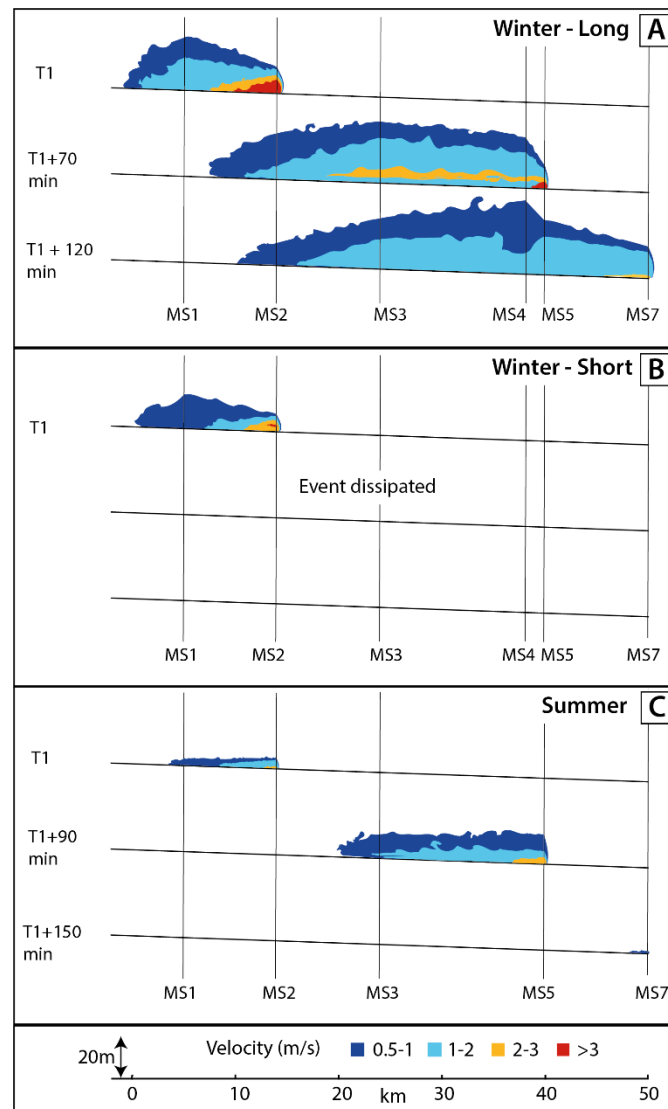 Winter - Long A
T1
T1+70
min
T1 + 120
min
MS1 MS2 MS3 MS4 MS5 MS7
Winter - Short B
T1
Event dissipated
MS1 MS2 MS3 MS4 MS5 MS7
Summer C
T1
T1+90
min
T1+150
min
MS1 MS2 MS3 MS5 MS7
20m Velocity (m/s) 0.5-1 1-2 2-3 >3
0 10 20 km 30 40 50